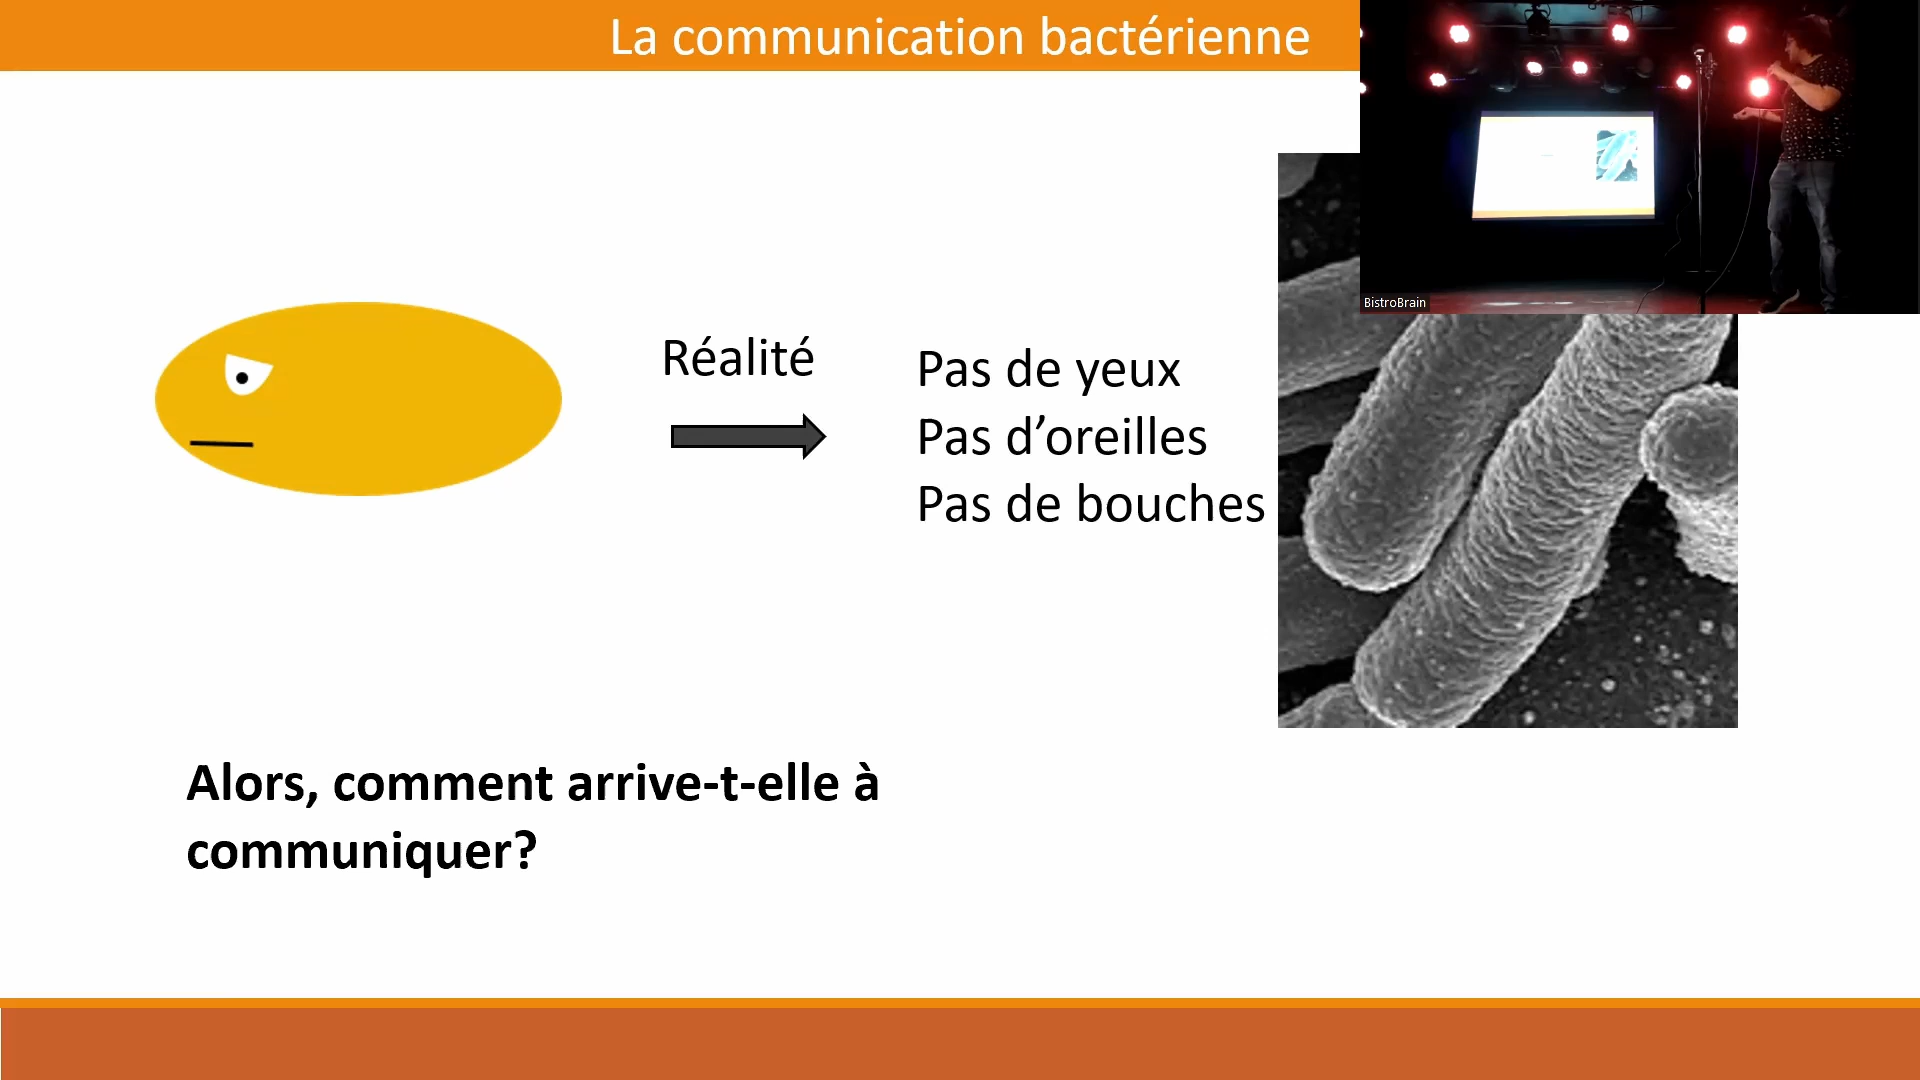 La communication bactérienne
BistroBrain
Réalité
Pas de yeux
Pas d’oreilles
Pas de bouches
Alors, comment arrive-t-elle à
communiquer?